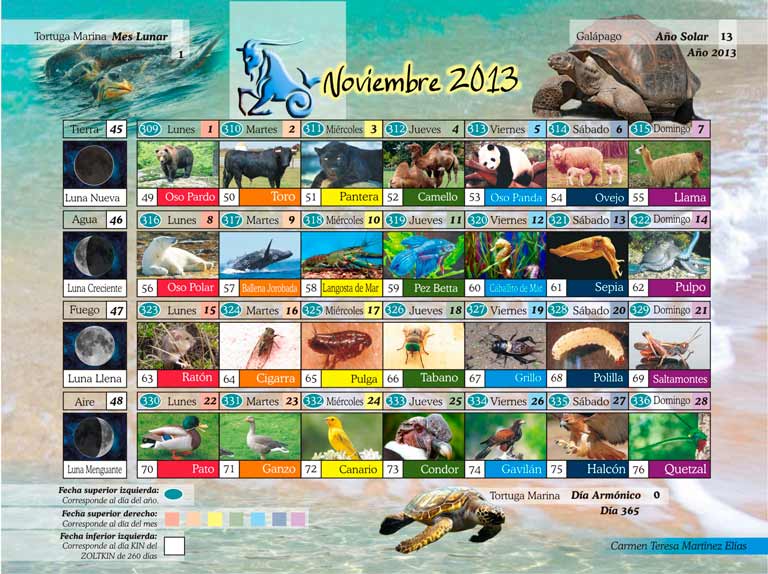 Tortuga Marina Mes Lunar
1
Noviembre 2013
Galápago Año Solar 13
Año 2013
Tierra 45
309 Lunes 1
310 Martes 2
311 Miércoles 3
312 Jueves 4
313 Viernes 5
314 Sábado 6
315 Domingo 7
Luna Nueva
49 Oso Pardo
50 Toro
51 Pantera
52 Camello
53 Oso Panda
54 Ovejo
55 Llama
Agua 46
316 Lunes 8
317 Martes 9
318 Miércoles 10
319 Jueves 11
320 Viernes 12
321 Sábado 13
322 Domingo 14
Luna Creciente
56 Oso Polar
57 Ballena Jorobada
58 Langosta de Mar
59 Pez Betta
60 Caballito de Mar
61 Sepia
62 Pulpo
Fuego 47
323 Lunes 15
324 Martes 16
325 Miércoles 17
326 Jueves 18
327 Viernes 19
328 Sábado 20
329 Domingo 21
Luna Llena
63 Ratón
64 Cigarra
65 Pulga
66 Tabano
67 Grillo
68 Polilla
69 Saltamontes
Aire 48
330 Lunes 22
331 Martes 23
332 Miércoles 24
333 Jueves 25
334 Viernes 26
335 Sábado 27
336 Domingo 28
Luna Menguante
70 Pato
71 Ganzo
72 Canario
73 Condor
74 Gavilán
75 Halcón
76 Quetzal
Fecha superior izquierda:
Corresponde al día del año.
Fecha superior derecho:
Corresponde al día del mes
Fecha inferior izquierda:
Corresponde al día KIN del
ZOLTKIN de 260 días
Tortuga Marina Día Armónico 0
Día 365
Carmen Teresa Martínez Elías